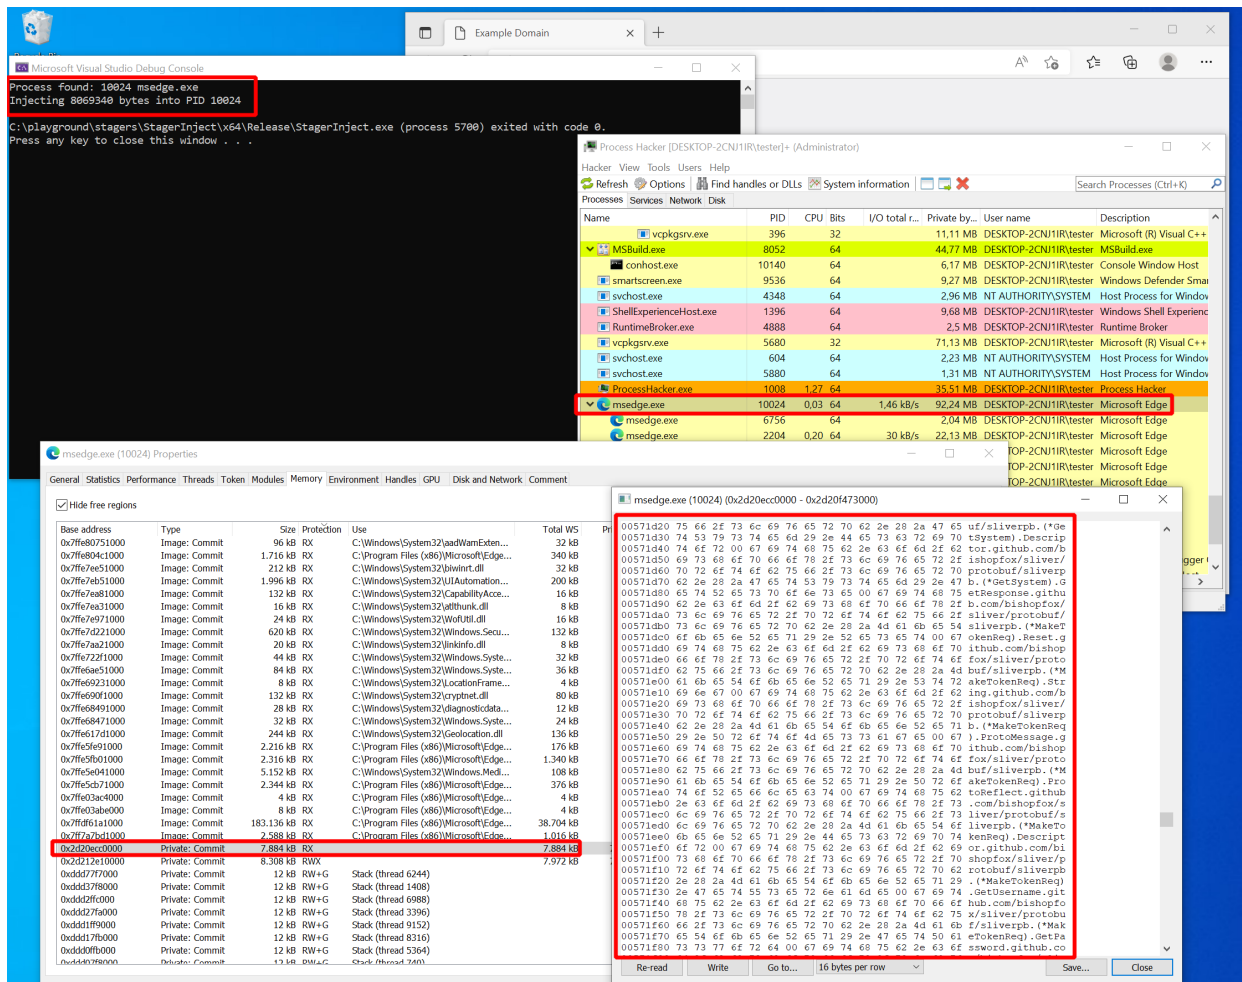 Example Domain
Microsoft Visual Studio Debug Console
Process found: 10024 msedge.exe
Injecting 8069340 bytes into PID 10024
C:\playground\stagers\StagerInject\x64\Release\StagerInject.exe (process 5700) exited with code 0.
Press any key to close this window . . .
Process Hacker [DESKTOP-2CNJ1IR\tester]+ (Administrator)
Hacker View Tools Users Help
Refresh Options Find handles or DLLs System information Search Processes (Ctrl+K)
Processes Services Network Disk
Name PID CPU Bits I/O total r... Private by... User name Description
vcpkgsrv.exe 396 32 11,11 MB DESKTOP-2CNJ1IR\tester Microsoft (R) Visual C++
MSBuild.exe 8052 64 44,77 MB DESKTOP-2CNJ1IR\tester MSBuild.exe
conhost.exe 10140 64 6,17 MB DESKTOP-2CNJ1IR\tester Console Window Host
smartscreen.exe 9536 64 9,27 MB DESKTOP-2CNJ1IR\tester Windows Defender Smar
svchost.exe 4348 64 2,96 MB NT AUTHORITY\SYSTEM Host Process for Window
ShellExperienceHost.exe 1396 64 9,68 MB DESKTOP-2CNJ1IR\tester Windows Shell Experienc
RuntimeBroker.exe 4888 64 2,5 MB DESKTOP-2CNJ1IR\tester Runtime Broker
vcpkgsrv.exe 5680 32 71,13 MB DESKTOP-2CNJ1IR\tester Microsoft (R) Visual C++
svchost.exe 604 64 2,23 MB NT AUTHORITY\SYSTEM Host Process for Window
svchost.exe 5880 64 1,31 MB NT AUTHORITY\SYSTEM Host Process for Window
ProcessHacker.exe 1008 1,27 64 35,51 MB DESKTOP-2CNJ1IR\tester Process Hacker
msedge.exe 10024 0,03 64 1,46 kB/s 92,24 MB DESKTOP-2CNJ1IR\tester Microsoft Edge
msedge.exe 6756 64 2,04 MB DESKTOP-2CNJ1IR\tester Microsoft Edge
msedge.exe 2204 0,20 64 30 kB/s 22,13 MB DESKTOP-2CNJ1IR\tester Microsoft Edge
TOP-2CNJ1IR\tester Microsoft Edge
TOP-2CNJ1IR\tester Microsoft Edge
TOP-2CNJ1IR\tester Microsoft Edge
msedge.exe (10024) Properties
General Statistics Performance Threads Token Modules Memory Environment Handles GPU Disk and Network Comment
Hide free regions
Base address Type Size Protection Use Total WS Pri
0x7ffe80751000 Image: Commit 96 kB RX C:\Windows\System32\aadWamExten... 32 kB
0x7ffe804c1000 Image: Commit 1.716 kB RX C:\Program Files (x86)\Microsoft\Edge... 340 kB
0x7ffe7ee51000 Image: Commit 212 kB RX C:\Windows\System32\biwinrt.dll 32 kB
0x7ffe7eb51000 Image: Commit 1.996 kB RX C:\Windows\System32\UIAutomation... 200 kB
0x7ffe7ea81000 Image: Commit 132 kB RX C:\Windows\System32\CapabilityAcce... 16 kB
0x7ffe7ea31000 Image: Commit 16 kB RX C:\Windows\System32\atlthunk.dll 8 kB
0x7ffe7e971000 Image: Commit 24 kB RX C:\Windows\System32\WofUtil.dll 16 kB
0x7ffe7d221000 Image: Commit 620 kB RX C:\Windows\System32\Windows.Secu... 132 kB
0x7ffe7aa21000 Image: Commit 20 kB RX C:\Windows\System32\linkinfo.dll 8 kB
0x7ffe722f1000 Image: Commit 44 kB RX C:\Windows\System32\Windows.Syste... 32 kB
0x7ffe6ae51000 Image: Commit 84 kB RX C:\Windows\System32\Windows.Syste... 36 kB
0x7ffe69231000 Image: Commit 8 kB RX C:\Windows\System32\LocationFrame... 4 kB
0x7ffe690f1000 Image: Commit 132 kB RX C:\Windows\System32\cryptnet.dll 80 kB
0x7ffe68491000 Image: Commit 28 kB RX C:\Windows\System32\diagnosticdata... 12 kB
0x7ffe68471000 Image: Commit 32 kB RX C:\Windows\System32\Windows.Syste... 24 kB
0x7ffe617d1000 Image: Commit 244 kB RX C:\Windows\System32\Geolocation.dll 136 kB
0x7ffe5fe91000 Image: Commit 2.216 kB RX C:\Program Files (x86)\Microsoft\Edge... 176 kB
0x7ffe5fb01000 Image: Commit 2.316 kB RX C:\Program Files (x86)\Microsoft\Edge... 1.340 kB
0x7ffe5e041000 Image: Commit 5.152 kB RX C:\Windows\System32\Windows.Medi... 108 kB
0x7ffe5cb71000 Image: Commit 2.344 kB RX C:\Program Files (x86)\Microsoft\Edge... 376 kB
0x7ffe03ac4000 Image: Commit 4 kB RX C:\Program Files (x86)\Microsoft\Edge... 4 kB
0x7ffe03abe000 Image: Commit 8 kB RX C:\Program Files (x86)\Microsoft\Edge... 4 kB
0x7ffdf61a1000 Image: Commit 183.136 kB RX C:\Program Files (x86)\Microsoft\Edge... 38.704 kB
0x7ff7a7bd1000 Image: Commit 2.588 kB RX C:\Program Files (x86)\Microsoft\Edge... 1.016 kB
0x2d20ecc0000 Private: Commit 7.884 kB RX 7.884 kB
0x2d212e10000 Private: Commit 8.308 kB RWX 7.972 kB
0xddd77f7000 Private: Commit 12 kB RW+G Stack (thread 6244)
0xddd37f8000 Private: Commit 12 kB RW+G Stack (thread 1408)
0xddd2ffc000 Private: Commit 12 kB RW+G Stack (thread 6988)
0xddd27fa000 Private: Commit 12 kB RW+G Stack (thread 3396)
0xddd1ff9000 Private: Commit 12 kB RW+G Stack (thread 9152)
0xddd17fb000 Private: Commit 12 kB RW+G Stack (thread 8316)
0xddd0ffb000 Private: Commit 12 kB RW+G Stack (thread 5364)
msedge.exe (10024) (0x2d20ecc0000 - 0x2d20f473000)
00571d20 75 66 2f 73 6c 69 76 65 72 70 62 2e 28 2a 47 65 uf/sliverpb.(*Ge
00571d30 74 53 79 73 74 65 6d 29 2e 44 65 73 63 72 69 70 tSystem).Descrip
00571d40 74 6f 72 00 67 69 74 68 75 62 2e 63 6f 6d 2f 62 tor.github.com/b
00571d50 69 73 68 6f 70 66 6f 78 2f 73 6c 69 76 65 72 2f ishopfox/sliver/
00571d60 70 72 6f 74 6f 62 75 66 2f 73 6c 69 76 65 72 70 protobuf/sliverp
00571d70 62 2e 28 2a 47 65 74 53 79 73 74 65 6d 29 2e 47 b.(*GetSystem).G
00571d80 65 74 52 65 73 70 6f 6e 73 65 00 67 69 74 68 75 etResponse.githu
00571d90 62 2e 63 6f 6d 2f 62 69 73 68 6f 70 66 6f 78 2f b.com/bishopfox/
00571da0 73 6c 69 76 65 72 2f 70 72 6f 74 6f 62 75 66 2f sliver/protobuf/
00571db0 73 6c 69 76 65 72 70 62 2e 28 2a 4d 61 6b 65 54 sliverpb.(*MakeT
00571dc0 6f 6b 65 6e 52 65 71 29 2e 52 65 73 65 74 00 67 okenReq).Reset.g
00571dd0 69 74 68 75 62 2e 63 6f 6d 2f 62 69 73 68 6f 70 ithub.com/bishop
00571de0 66 6f 78 2f 73 6c 69 76 65 72 2f 70 72 6f 74 6f fox/sliver/proto
00571df0 62 75 66 2f 73 6c 69 76 65 72 70 62 2e 28 2a 4d buf/sliverpb.(*M
00571e00 61 6b 65 54 6f 6b 65 6e 52 65 71 29 2e 53 74 72 akeTokenReq).Str
00571e10 69 6e 67 00 67 69 74 68 75 62 2e 63 6f 6d 2f 62 ing.github.com/b
00571e20 69 73 68 6f 70 66 6f 78 2f 73 6c 69 76 65 72 2f ishopfox/sliver/
00571e30 70 72 6f 74 6f 62 75 66 2f 73 6c 69 76 65 72 70 protobuf/sliverp
00571e40 62 2e 28 2a 4d 61 6b 65 54 6f 6b 65 6e 52 65 71 b.(*MakeTokenReq
00571e50 29 2e 50 72 6f 74 6f 4d 65 73 73 61 67 65 00 67 ).ProtoMessage.g
00571e60 69 74 68 75 62 2e 63 6f 6d 2f 62 69 73 68 6f 70 ithub.com/bishop
00571e70 66 6f 78 2f 73 6c 69 76 65 72 2f 70 72 6f 74 6f fox/sliver/proto
00571e80 62 75 66 2f 73 6c 69 76 65 72 70 62 2e 28 2a 4d buf/sliverpb.(*M
00571e90 61 6b 65 54 6f 6b 65 6e 52 65 71 29 2e 50 72 6f akeTokenReq).Pro
00571ea0 74 6f 52 65 66 6c 65 63 74 00 67 69 74 68 75 62 toReflect.github
00571eb0 2e 63 6f 6d 2f 62 69 73 68 6f 70 66 6f 78 2f 73 .com/bishopfox/s
00571ec0 6c 69 76 65 72 2f 70 72 6f 74 6f 62 75 66 2f 73 liver/protobuf/s
00571ed0 6c 69 76 65 72 70 62 2e 28 2a 4d 61 6b 65 54 6f liverpb.(*MakeTo
00571ee0 6b 65 6e 52 65 71 29 2e 44 65 73 63 72 69 70 74 kenReq).Descript
00571ef0 6f 72 00 67 69 74 68 75 62 2e 63 6f 6d 2f 62 69 or.github.com/bi
00571f00 73 68 6f 70 66 6f 78 2f 73 6c 69 76 65 72 2f 70 shopfox/sliver/p
00571f10 72 6f 74 6f 62 75 66 2f 73 6c 69 76 65 72 70 62 rotobuf/sliverpb
00571f20 2e 28 2a 4d 61 6b 65 54 6f 6b 65 6e 52 65 71 29 .(*MakeTokenReq)
00571f30 2e 47 65 74 55 73 65 72 6e 61 6d 65 00 67 69 74 .GetUsername.git
00571f40 68 75 62 2e 63 6f 6d 2f 62 69 73 68 6f 70 66 6f hub.com/bishopfo
00571f50 78 2f 73 6c 69 76 65 72 2f 70 72 6f 74 6f 62 75 x/sliver/protobu
00571f60 66 2f 73 6c 69 76 65 72 70 62 2e 28 2a 4d 61 6b f/sliverpb.(*Mak
00571f70 65 54 6f 6b 65 6e 52 65 71 29 2e 47 65 74 50 61 eTokenReq).GetPa
00571f80 73 73 77 6f 72 64 00 67 69 74 68 75 62 2e 63 6f ssword.github.co
Re-read Write Go to... 16 bytes per row Save... Close
gger